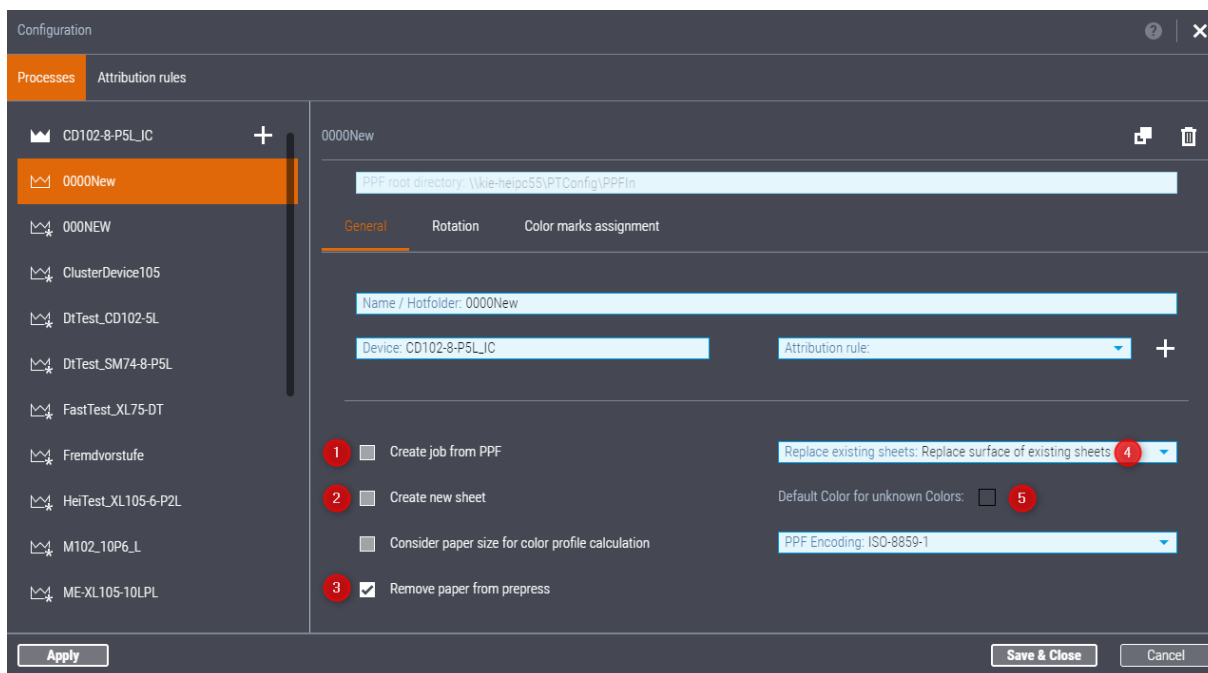 Configuration
Processes
Attribution rules
CD102-8-P5L_IC
0000New
000NEW
ClusterDevice105
DtTest_CD102-5L
DtTest_SM74-8-P5L
FastTest_XL75-DT
Fremdvorstufe
HeiTest_XL105-6-P2L
M102_10P6_L
ME-XL105-10LPL
0000New
PPF root directory: \\kie-heipc55\PTConfig\PPFIn
General
Rotation
Color marks assignment
Name / Hotfolder: 0000New
Device: CD102-8-P5L_IC
Attribution rule:
1 Create job from PPF
Replace existing sheets: Replace surface of existing sheets 4
2 Create new sheet
Default Color for unknown Colors: 5
Consider paper size for color profile calculation
PPF Encoding: ISO-8859-1
3 Remove paper from prepress
Apply
Save & Close
Cancel